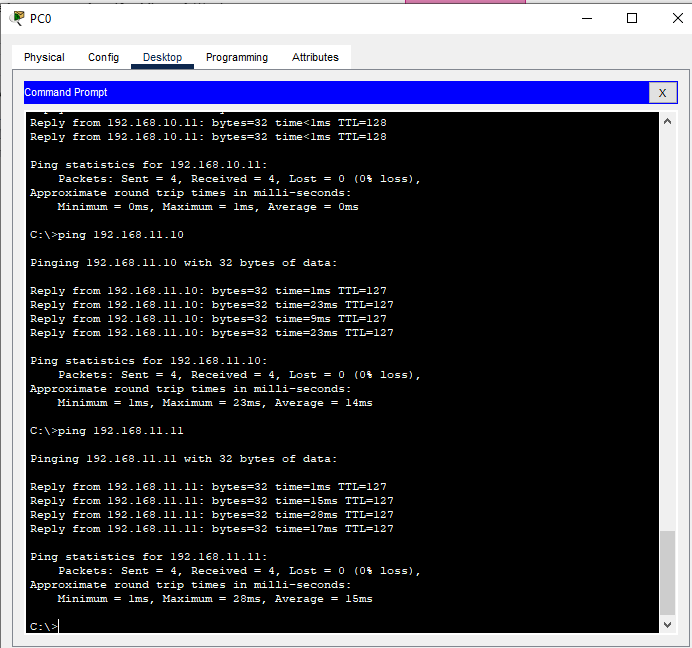 PC0
Physical Config Desktop Programming Attributes
Command Prompt X
Reply from 192.168.10.11: bytes=32 time<1ms TTL=128
Reply from 192.168.10.11: bytes=32 time<1ms TTL=128
Ping statistics for 192.168.10.11:
Packets: Sent = 4, Received = 4, Lost = 0 (0% loss),
Approximate round trip times in milli-seconds:
Minimum = 0ms, Maximum = 1ms, Average = 0ms
C:\>ping 192.168.11.10
Pinging 192.168.11.10 with 32 bytes of data:
Reply from 192.168.11.10: bytes=32 time=1ms TTL=127
Reply from 192.168.11.10: bytes=32 time=23ms TTL=127
Reply from 192.168.11.10: bytes=32 time=9ms TTL=127
Reply from 192.168.11.10: bytes=32 time=23ms TTL=127
Ping statistics for 192.168.11.10:
Packets: Sent = 4, Received = 4, Lost = 0 (0% loss),
Approximate round trip times in milli-seconds:
Minimum = 1ms, Maximum = 23ms, Average = 14ms
C:\>ping 192.168.11.11
Pinging 192.168.11.11 with 32 bytes of data:
Reply from 192.168.11.11: bytes=32 time=1ms TTL=127
Reply from 192.168.11.11: bytes=32 time=15ms TTL=127
Reply from 192.168.11.11: bytes=32 time=28ms TTL=127
Reply from 192.168.11.11: bytes=32 time=17ms TTL=127
Ping statistics for 192.168.11.11:
Packets: Sent = 4, Received = 4, Lost = 0 (0% loss),
Approximate round trip times in milli-seconds:
Minimum = 1ms, Maximum = 28ms, Average = 15ms
C:\>